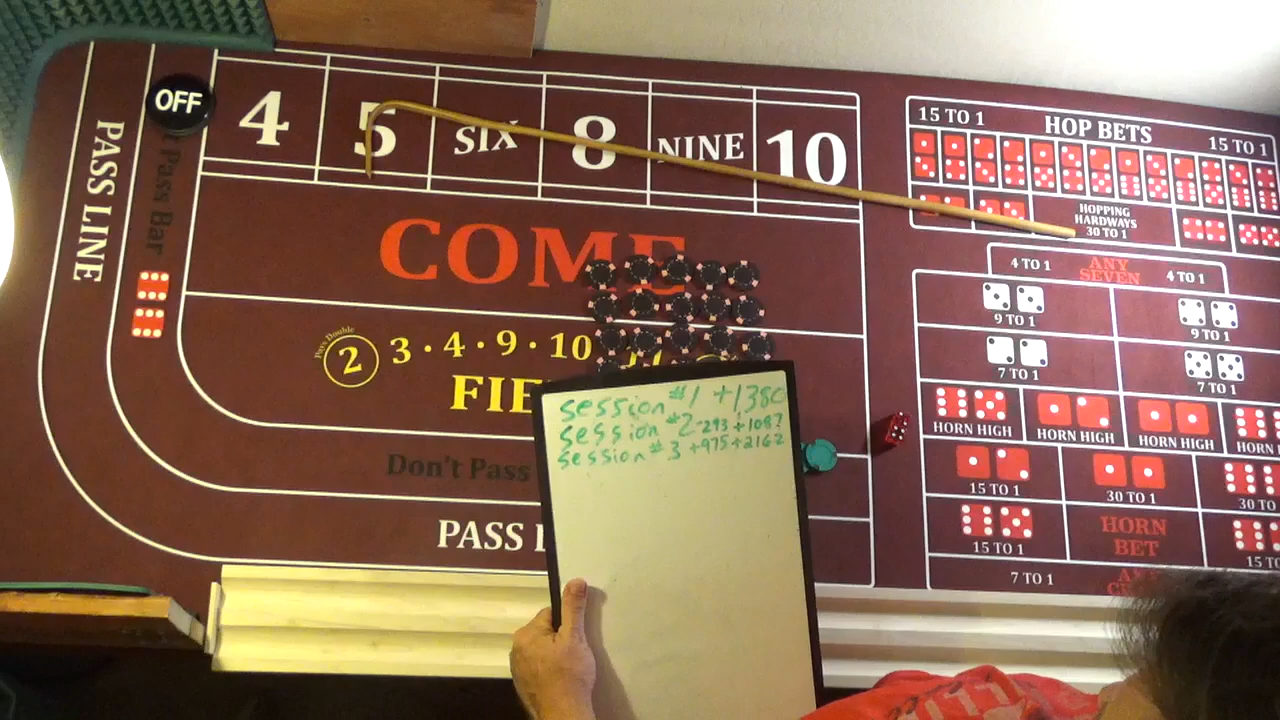 OFF
4 5 SIX 8 NINE 10
PASS LINE
t Pass Bar
COME
Pays Double
2 3 · 4 · 9 · 10
FIE
Don't Pass
PASS
session #1 +1380
session #2 -293 +1087
session #3 +975 +2162
15 TO 1 HOP BETS 15 TO 1
HOPPING
HARDWAYS
30 TO 1
4 TO 1 ANY SEVEN 4 TO 1
9 TO 1 9 TO 1
7 TO 1 7 TO 1
HORN HIGH HORN HIGH HORN HIGH HORN
15 TO 1 30 TO 1 30 TO
15 TO 1 HORN BET 15 TO
7 TO 1